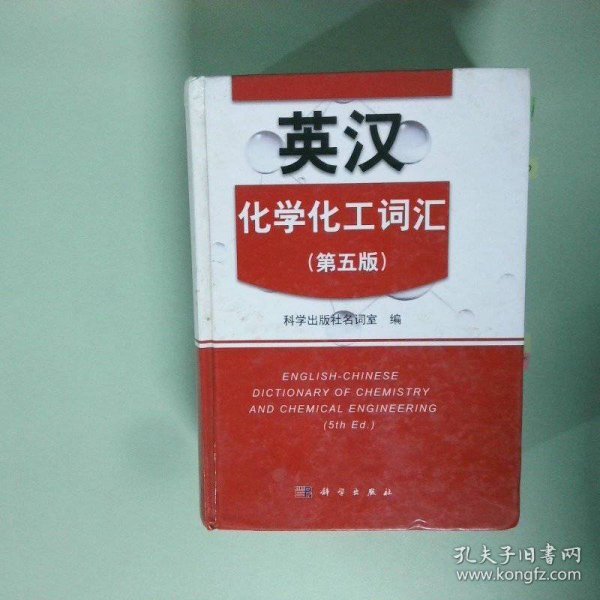 英汉
化学化工词汇
（第五版）
科学出版社名词室 编
ENGLISH-CHINESE
DICTIONARY OF CHEMISTRY
AND CHEMICAL ENGINEERING
(5th Ed.)
科学出版社
孔夫子旧书网
www.kongfz.com